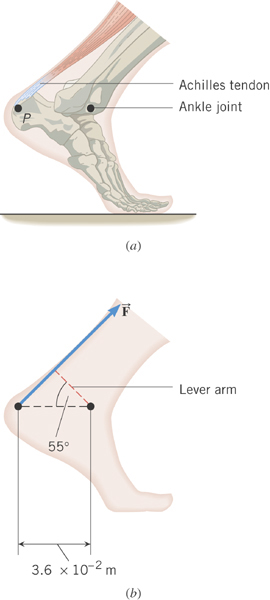 Achilles tendon
P
Ankle joint
(a)
F⃗
Lever arm
55°
3.6 × 10⁻² m
(b)